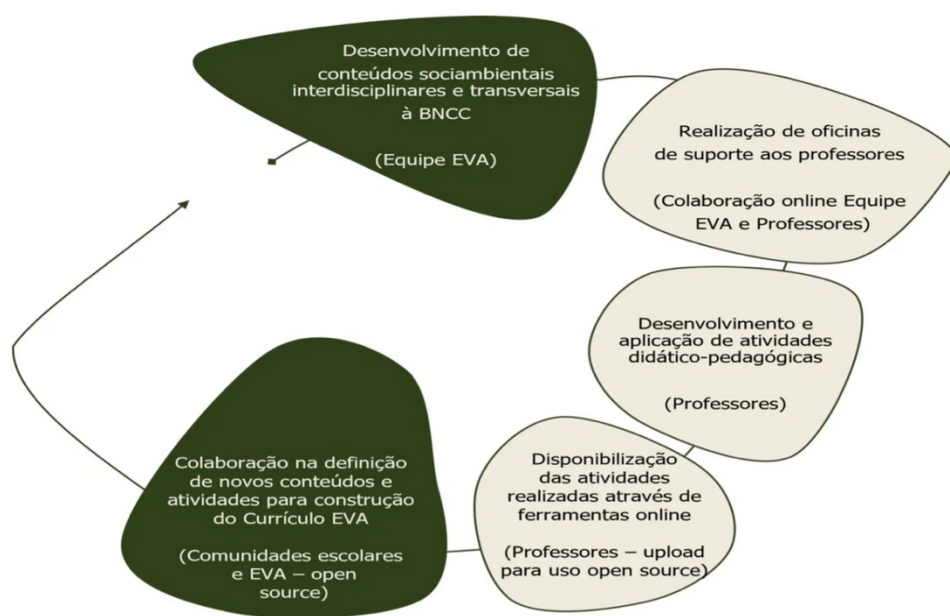 Desenvolvimento de
conteúdos sociambientais
interdisciplinares e transversais
à BNCC
(Equipe EVA)
Realização de oficinas
de suporte aos professores
(Colaboração online Equipe
EVA e Professores)
Desenvolvimento e
aplicação de atividades
didático-pedagógicas
(Professores)
Disponibilização
das atividades
realizadas através de
ferramentas online
(Professores – upload
para uso open source)
Colaboração na definição
de novos conteúdos e
atividades para construção
do Currículo EVA
(Comunidades escolares
e EVA – open
source)